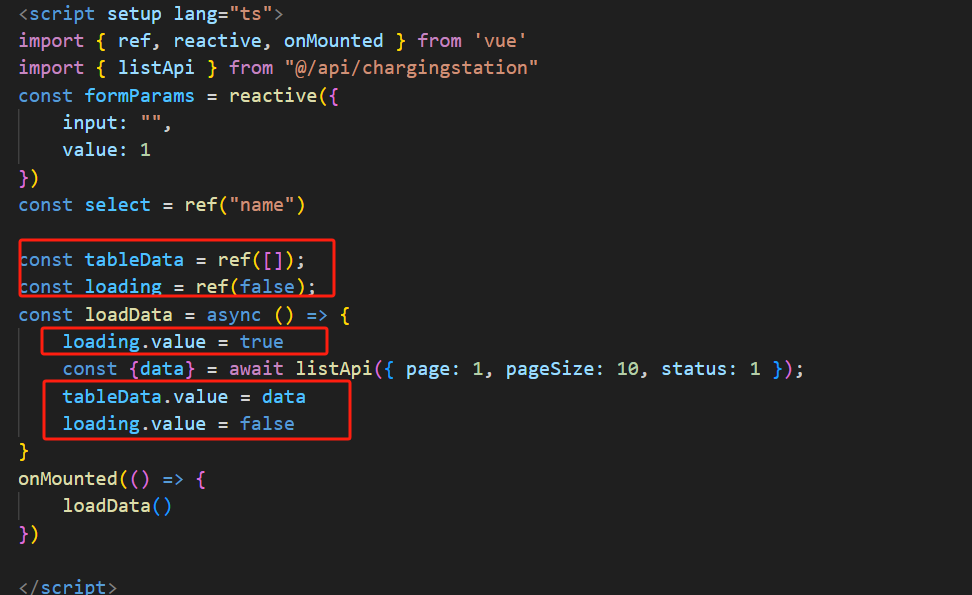 <script setup lang="ts">
import { ref, reactive, onMounted } from 'vue'
import { listApi } from "@/api/chargingstation"
const formParams = reactive({
    input: "",
    value: 1
})
const select = ref("name")
const tableData = ref([]);
const loading = ref(false);
const loadData = async () => {
    loading.value = true
    const {data} = await listApi({ page: 1, pageSize: 10, status: 1 });
    tableData.value = data
    loading.value = false
}
onMounted(() => {
    loadData()
})
</script>